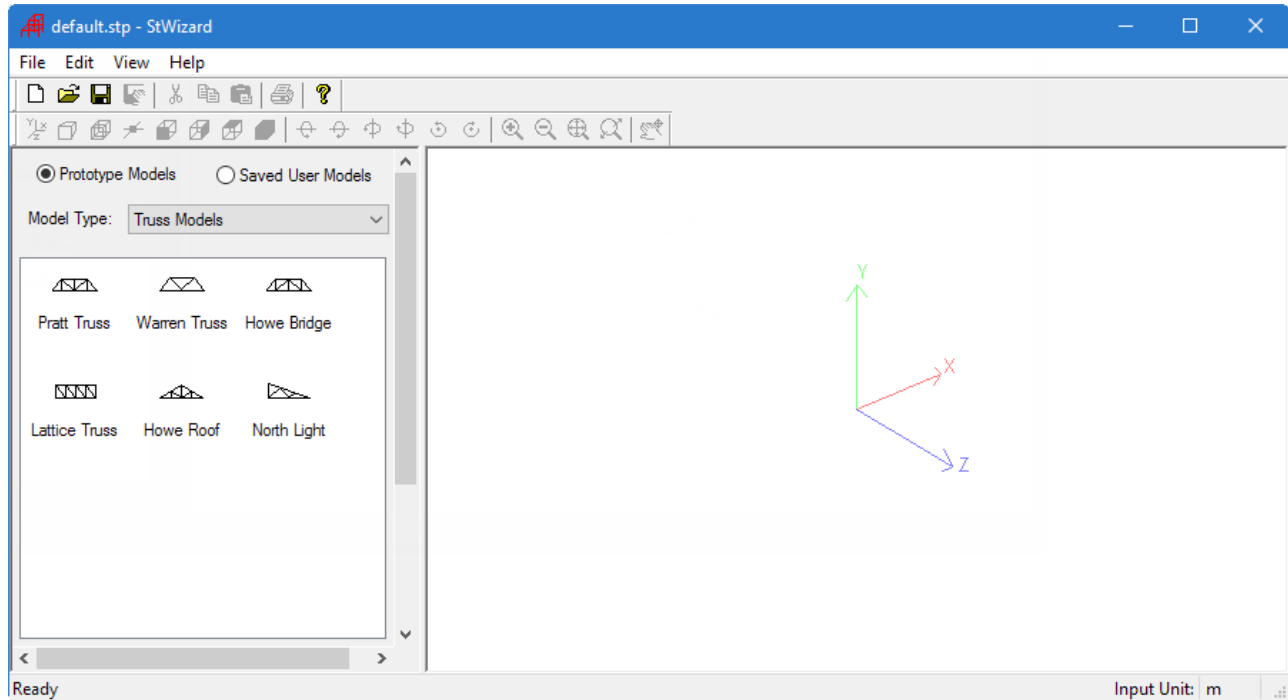 default.stp - StWizard
File Edit View Help
Prototype Models Saved User Models
Model Type: Truss Models
Pratt Truss Warren Truss Howe Bridge
Lattice Truss Howe Roof North Light
Y
X
Z
Ready Input Unit: m